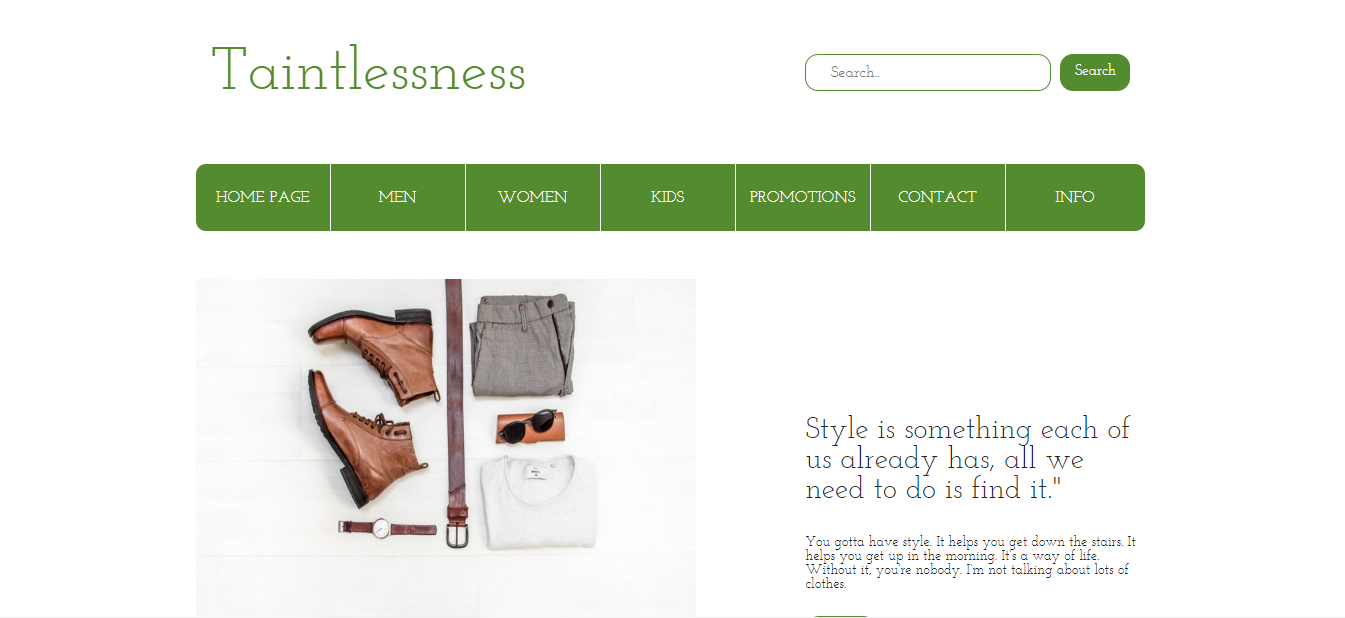 Taintlessness
Search..
Search
HOME PAGE
MEN
WOMEN
KIDS
PROMOTIONS
CONTACT
INFO
Style is something each of
us already has, all we
need to do is find it."
You gotta have style. It helps you get down the stairs. It
helps you get up in the morning. It's a way of life.
Without it, you're nobody. I'm not talking about lots of
clothes.